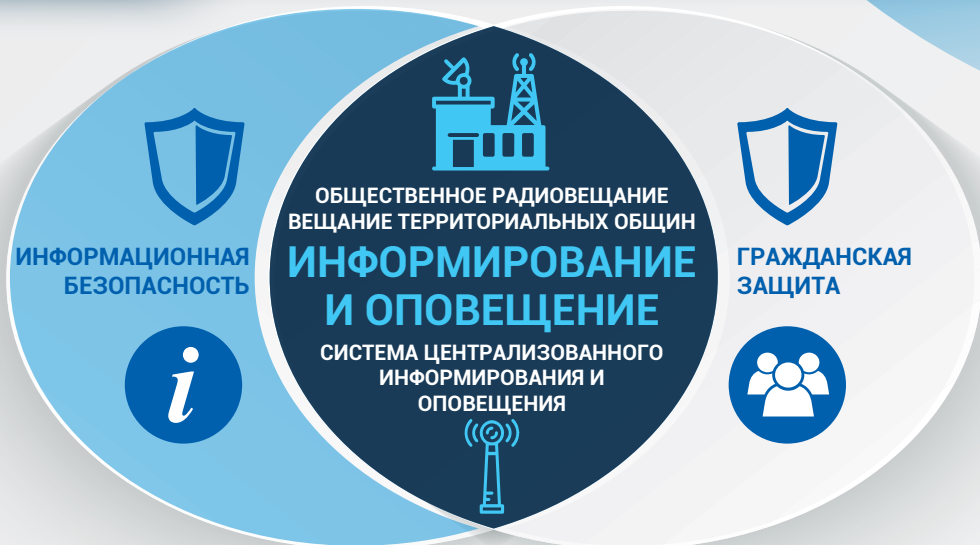 ИНФОРМАЦИОННАЯ
БЕЗОПАСНОСТЬ
i
ОБЩЕСТВЕННОЕ РАДИОВЕЩАНИЕ
ВЕЩАНИЕ ТЕРРИТОРИАЛЬНЫХ ОБЩИН
ИНФОРМИРОВАНИЕ
И ОПОВЕЩЕНИЕ
СИСТЕМА ЦЕНТРАЛИЗОВАННОГО
ИНФОРМИРОВАНИЯ И
ОПОВЕЩЕНИЯ
ГРАЖДАНСКАЯ
ЗАЩИТА